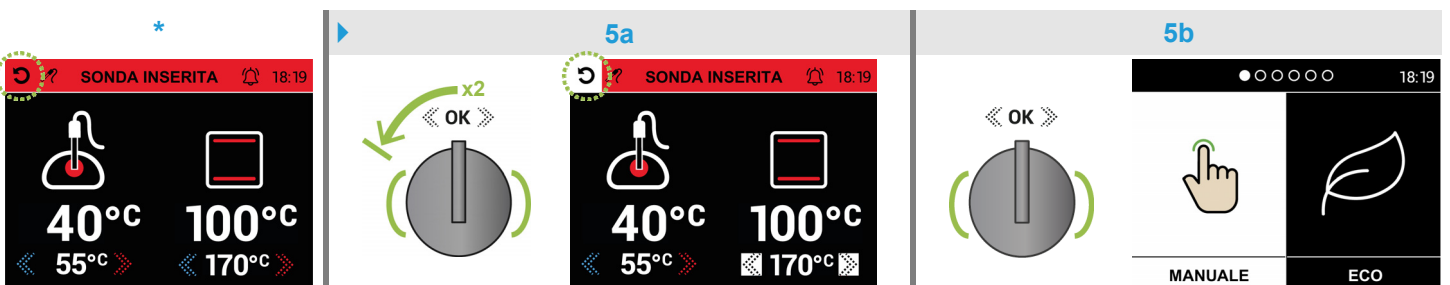 *
5a
5b
SONDA INSERITA 18:19
40°C 100°C
55°C 170°C
x2
OK
SONDA INSERITA 18:19
40°C 100°C
55°C 170°C
OK
18:19
MANUALE ECO